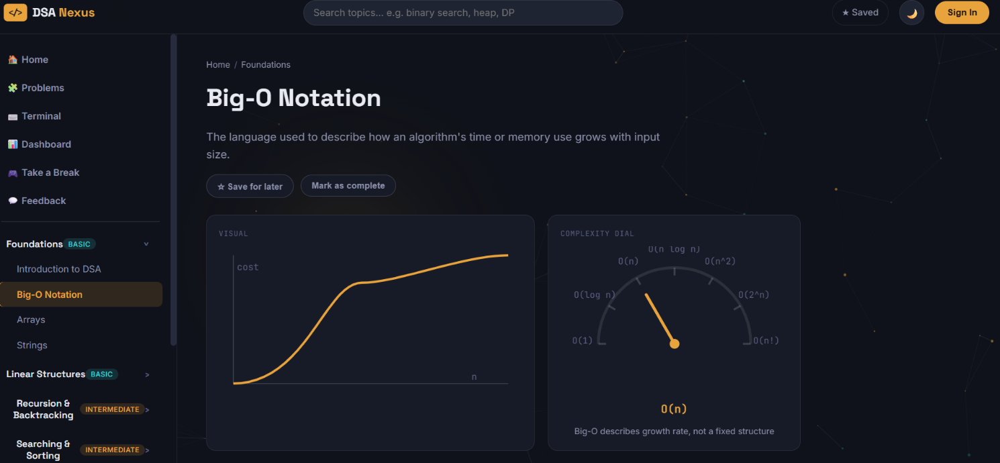 </> DSA Nexus
Search topics... e.g. binary search, heap, DP
★ Saved
Sign In
Home
Problems
Terminal
Dashboard
Take a Break
Feedback
Foundations BASIC
Introduction to DSA
Big-O Notation
Arrays
Strings
Linear Structures BASIC
Recursion &
Backtracking
INTERMEDIATE
Searching &
Sorting
INTERMEDIATE
Home / Foundations
Big-O Notation
The language used to describe how an algorithm's time or memory use grows with input
size.
☆ Save for later
Mark as complete
VISUAL
cost
n
COMPLEXITY DIAL
O(1)
O(log n)
O(n)
O(n log n)
O(n^2)
O(2^n)
O(n!)
O(n)
Big-O describes growth rate, not a fixed structure